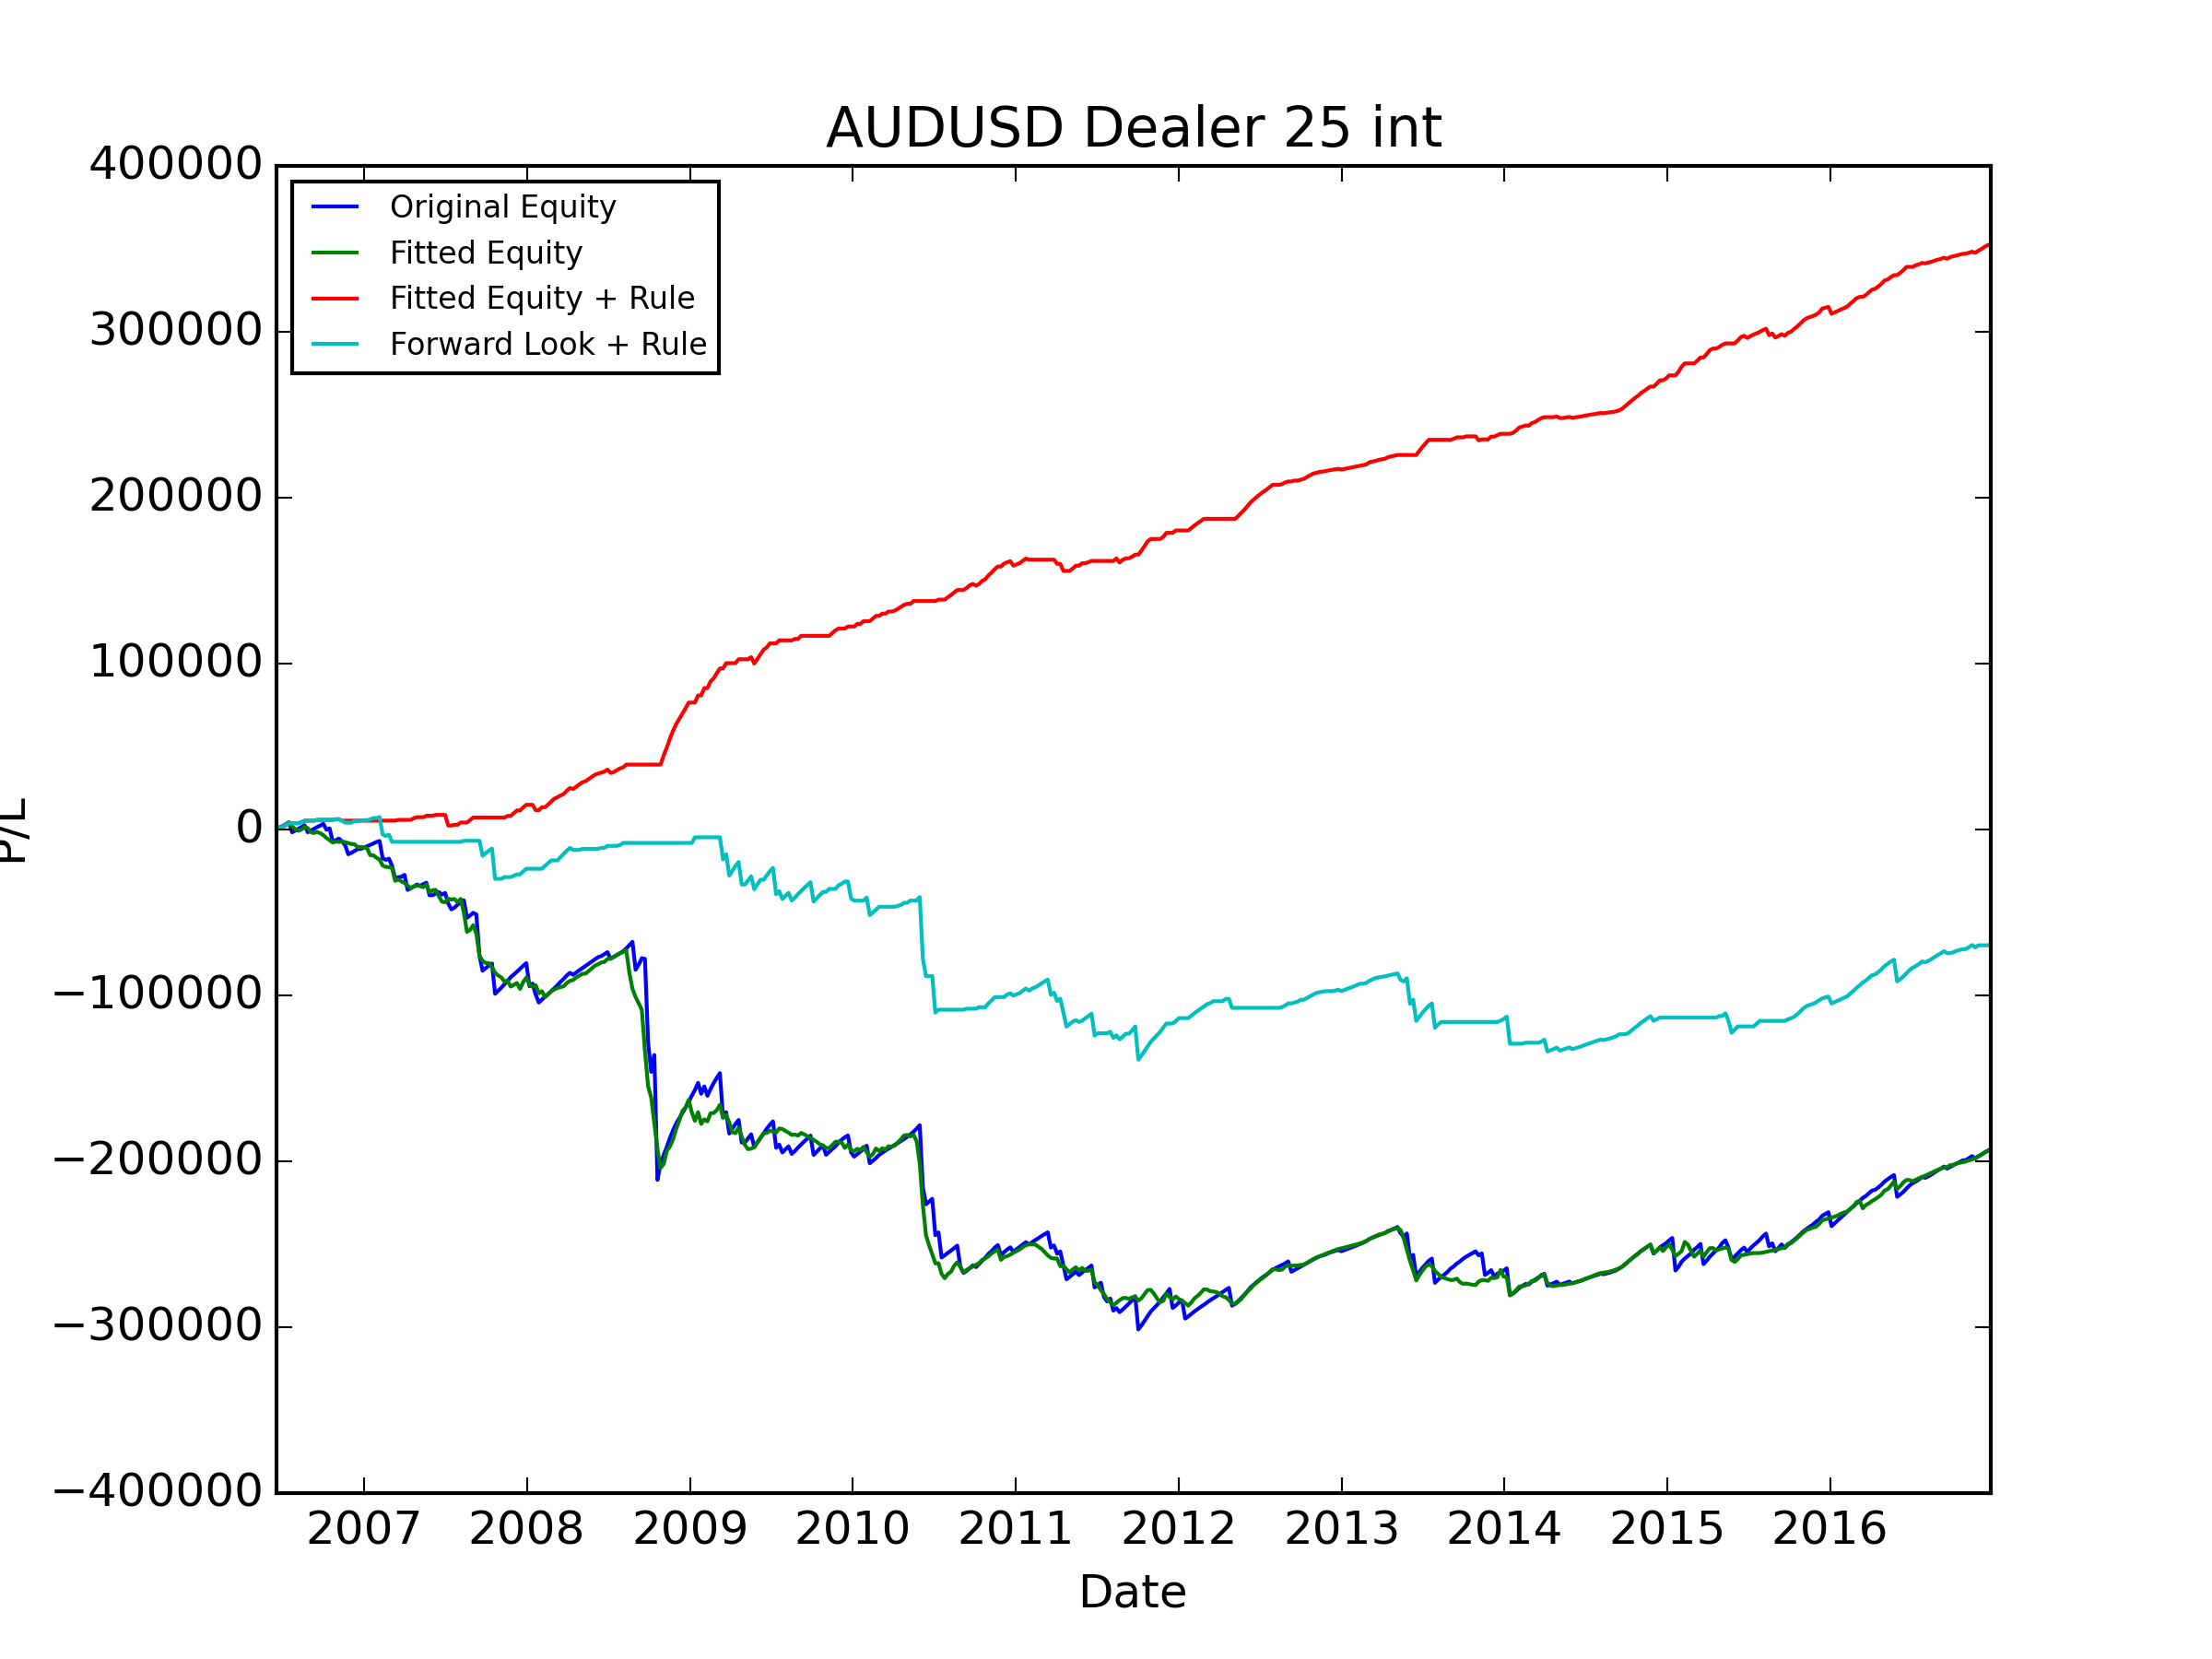 AUDUSD Dealer 25 int
400000
300000
200000
100000
0
−100000
−200000
−300000
−400000
P/L
Original Equity
Fitted Equity
Fitted Equity + Rule
Forward Look + Rule
2007 2008 2009 2010 2011 2012 2013 2014 2015 2016
Date